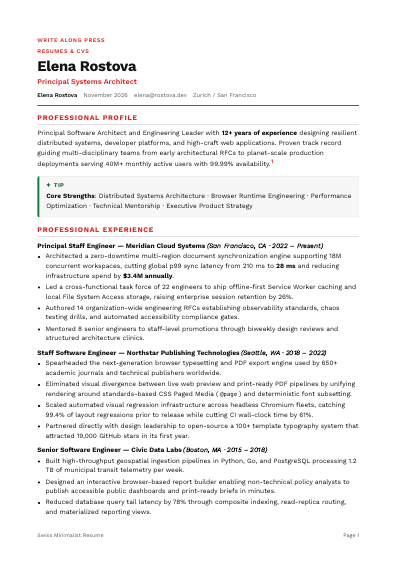 WRITE ALONG PRESS
RESUMES & CVS
Elena Rostova
Principal Systems Architect
Elena Rostova · November 2026 · elena@rostova.dev · Zurich / San Francisco
PROFESSIONAL PROFILE
Principal Software Architect and Engineering Leader with 12+ years of experience designing resilient
distributed systems, developer platforms, and high-craft web applications. Proven track record
guiding multi-disciplinary teams from early architectural RFCs to planet-scale production
deployments serving 40M+ monthly active users with 99.99% availability.1
+ TIP
Core Strengths: Distributed Systems Architecture · Browser Runtime Engineering · Performance
Optimization · Technical Mentorship · Executive Product Strategy
PROFESSIONAL EXPERIENCE
Principal Staff Engineer — Meridian Cloud Systems (San Francisco, CA · 2022 – Present)
• Architected a zero-downtime multi-region document synchronization engine supporting 18M
concurrent workspaces, cutting global p99 sync latency from 210 ms to 28 ms and reducing
infrastructure spend by $3.4M annually.
• Led a cross-functional task force of 22 engineers to ship offline-first Service Worker caching and
local File System Access storage, raising enterprise session retention by 26%.
• Authored 14 organization-wide engineering RFCs establishing observability standards, chaos
testing drills, and automated accessibility compliance gates.
• Mentored 8 senior engineers to staff-level promotions through biweekly design reviews and
structured architecture clinics.
Staff Software Engineer — Northstar Publishing Technologies (Seattle, WA · 2018 – 2022)
• Spearheaded the next-generation browser typesetting and PDF export engine used by 650+
academic journals and technical publishers worldwide.
• Eliminated visual divergence between live web preview and print-ready PDF pipelines by unifying
rendering around standards-based CSS Paged Media (@page) and deterministic font subsetting.
• Scaled automated visual regression infrastructure across headless Chromium fleets, catching
99.4% of layout regressions prior to release while cutting CI wall-clock time by 61%.
• Partnered directly with design leadership to open-source a 100+ template typography system that
attracted 19,000 GitHub stars in its first year.
Senior Software Engineer — Civic Data Labs (Boston, MA · 2015 – 2018)
• Built high-throughput geospatial ingestion pipelines in Python, Go, and PostgreSQL processing 1.2
TB of municipal transit telemetry per week.
• Designed an interactive browser-based report builder enabling non-technical policy analysts to
publish accessible public dashboards and print-ready briefs in minutes.
• Reduced database query tail latency by 78% through composite indexing, read-replica routing,
and materialized reporting views.
Swiss Minimalist Resume
Page 1